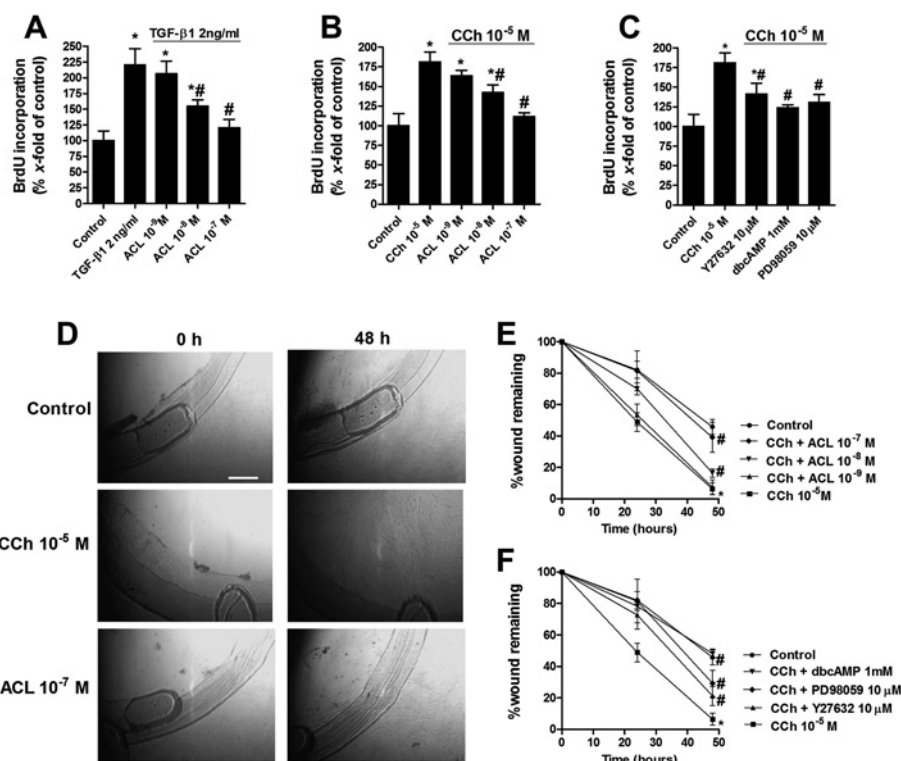 A
TGF-β1 2ng/ml
BrdU incorporation
(% x-fold of control)
250
225
200
175
150
125
100
75
50
25
0
*
*
*#
#
Control
TGF-β1 2 ng/ml
ACL 10⁻⁹ M
ACL 10⁻⁸ M
ACL 10⁻⁷ M
B
CCh 10⁻⁵ M
BrdU incorporation
(% x-fold of control)
200
175
150
125
100
75
50
25
0
*
*
*#
#
Control
CCh 10⁻⁵ M
ACL 10⁻⁹ M
ACL 10⁻⁸ M
ACL 10⁻⁷ M
C
CCh 10⁻⁵ M
BrdU incorporation
(% x-fold of control)
200
175
150
125
100
75
50
25
0
*
*#
#
#
Control
CCh 10⁻⁵ M
Y27632 10 μM
dbcAMP 1mM
PD98059 10 μM
D
0 h
48 h
Control
CCh 10⁻⁵ M
ACL 10⁻⁷ M
E
%wound remaining
100
80
60
40
20
0
0 10 20 30 40 50
Time (hours)
#
#
*
Control
CCh + ACL 10⁻⁷ M
CCh + ACL 10⁻⁸ M
CCh + ACL 10⁻⁹ M
CCh 10⁻⁵M
F
%wound remaining
100
80
60
40
20
0
0 10 20 30 40 50
Time (hours)
#
#
#
*
Control
CCh + dbcAMP 1mM
CCh + PD98059 10 μM
CCh + Y27632 10 μM
CCh 10⁻⁵ M